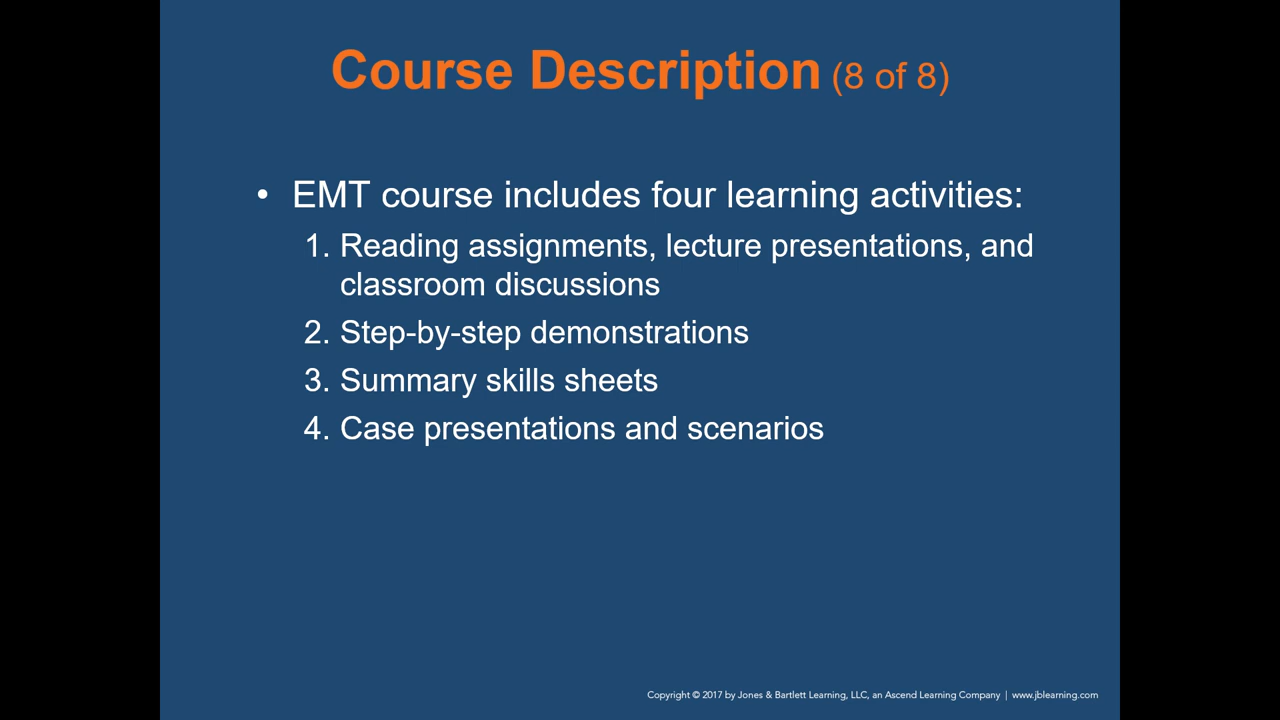 Course Description (8 of 8)
• EMT course includes four learning activities:
1. Reading assignments, lecture presentations, and
classroom discussions
2. Step-by-step demonstrations
3. Summary skills sheets
4. Case presentations and scenarios
Copyright © 2017 by Jones & Bartlett Learning, LLC, an Ascend Learning Company | www.jblearning.com